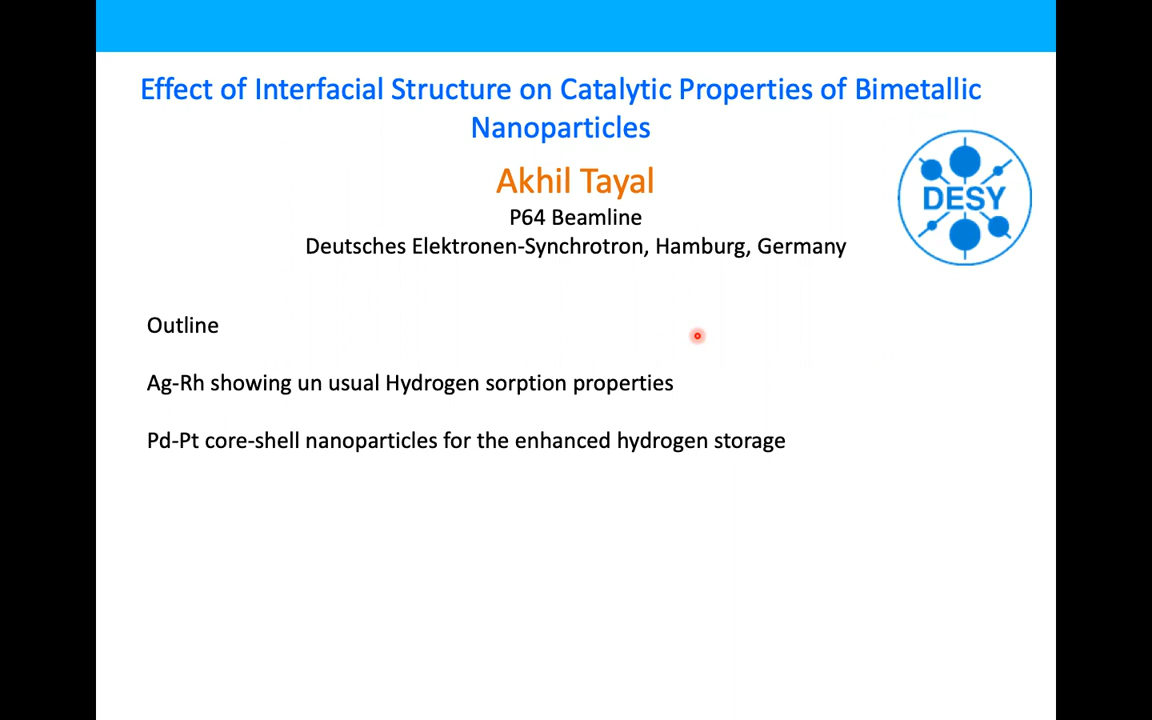 Effect of Interfacial Structure on Catalytic Properties of Bimetallic
Nanoparticles
Akhil Tayal
P64 Beamline
Deutsches Elektronen-Synchrotron, Hamburg, Germany
DESY
Outline
Ag-Rh showing un usual Hydrogen sorption properties
Pd-Pt core-shell nanoparticles for the enhanced hydrogen storage